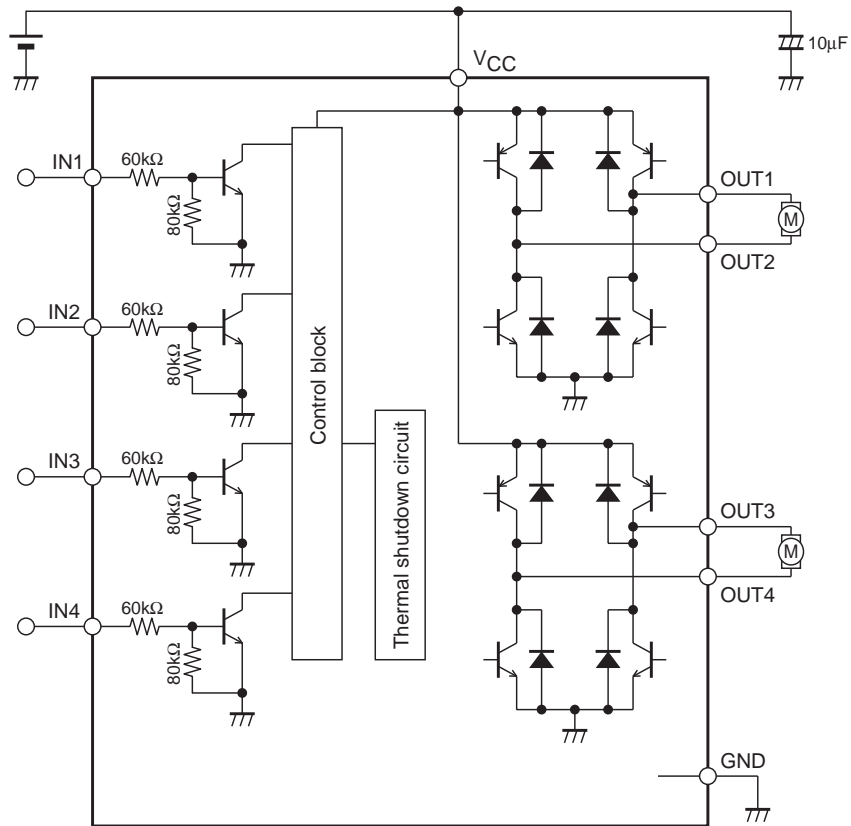 10μF
VCC
IN1
60kΩ
80kΩ
OUT1
M
OUT2
IN2
60kΩ
80kΩ
Control block
Thermal shutdown circuit
IN3
60kΩ
80kΩ
OUT3
M
OUT4
IN4
60kΩ
80kΩ
GND